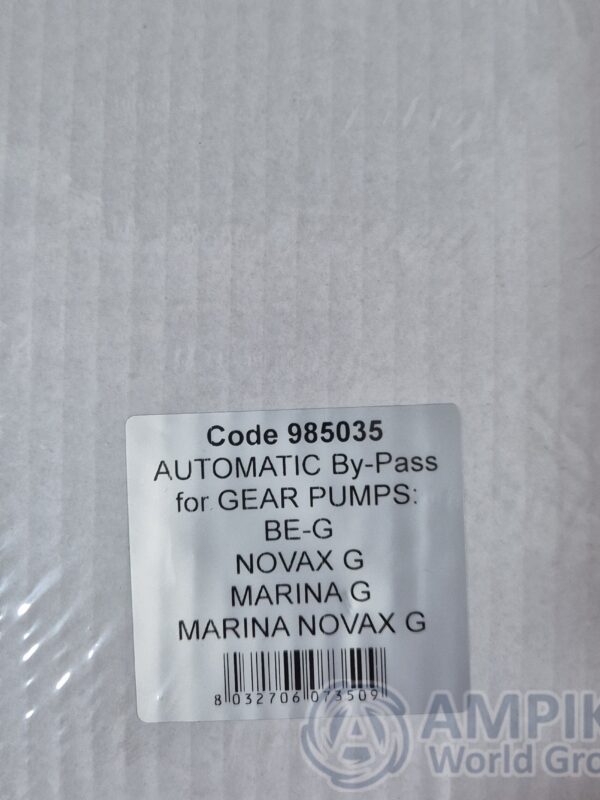 Code 985035
AUTOMATIC By-Pass
for GEAR PUMPS:
BE-G
NOVAX G
MARINA G
MARINA NOVAX G
8 032706 073509
AMPIK
World Gro